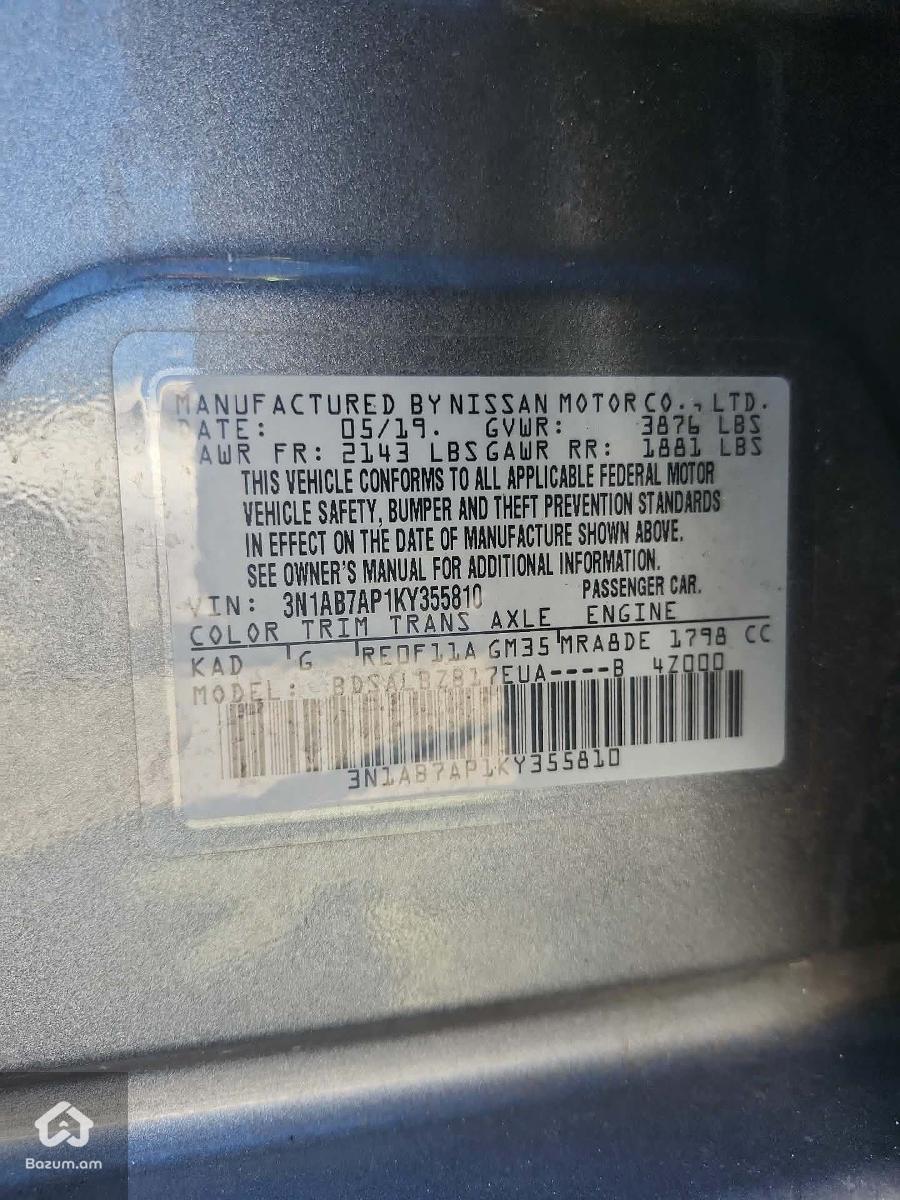 MANUFACTURED BY NISSAN MOTOR CO., LTD.
DATE: 05/19. GVWR: 3876 LBS
GAWR FR: 2143 LBS GAWR RR: 1881 LBS
THIS VEHICLE CONFORMS TO ALL APPLICABLE FEDERAL MOTOR
VEHICLE SAFETY, BUMPER AND THEFT PREVENTION STANDARDS
IN EFFECT ON THE DATE OF MANUFACTURE SHOWN ABOVE.
SEE OWNER'S MANUAL FOR ADDITIONAL INFORMATION.
VIN: 3N1AB7AP1KY355810 PASSENGER CAR.
COLOR TRIM TRANS AXLE ENGINE
KAD G RE0F11A GM35 MRA8DE 1798 CC
MODEL: BDSALBZB17EUA----B 4Z000
3N1AB7AP1KY355810
Bazum.am